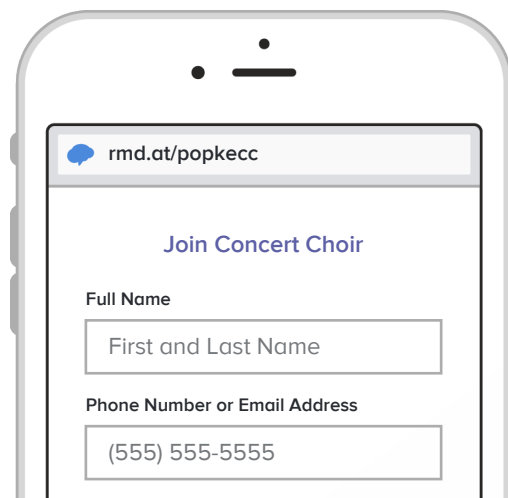 rmd.at/popkecc
Join Concert Choir
Full Name
First and Last Name
Phone Number or Email Address
(555) 555-5555